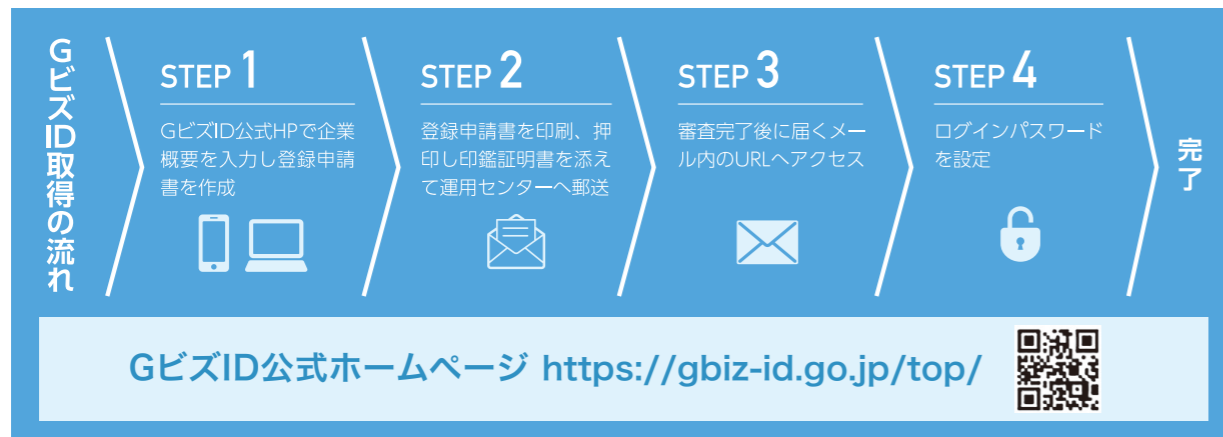 GビズID取得の流れ
STEP 1
GビズID公式HPで企業
概要を入力し登録申請
書を作成
STEP 2
登録申請書を印刷、押
印し印鑑証明書を添え
て運用センターへ郵送
STEP 3
審査完了後に届くメー
ル内のURLへアクセス
STEP 4
ログインパスワード
を設定
完了
GビズID公式ホームページ https://gbiz-id.go.jp/top/